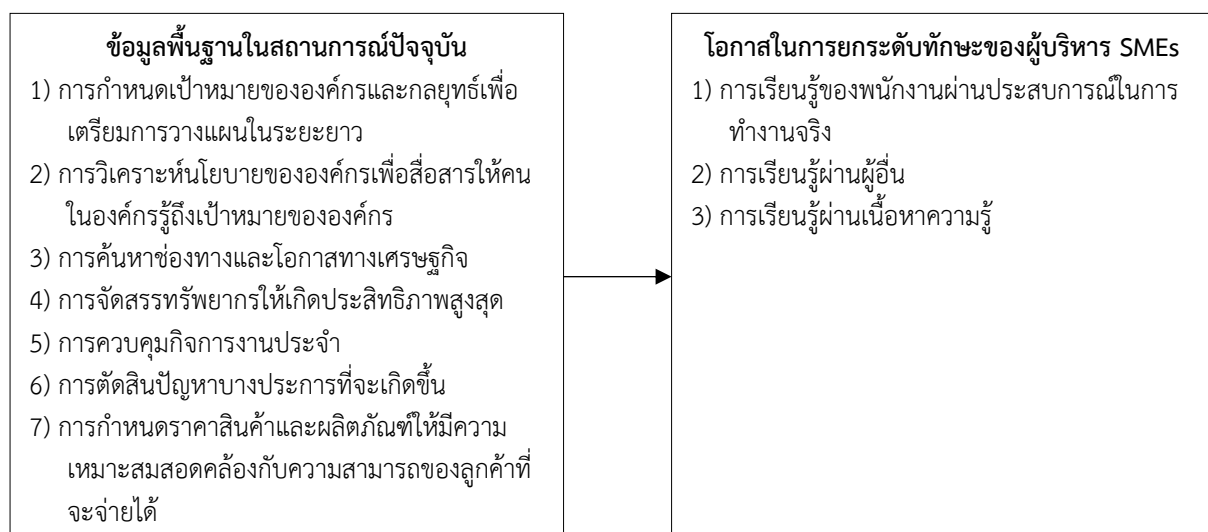 ข้อมูลพื้นฐานในสถานการณ์ปัจจุบัน
1) การกำหนดเป้าหมายขององค์กรและกลยุทธ์เพื่อ
เตรียมการวางแผนในระยะยาว
2) การวิเคราะห์นโยบายขององค์กรเพื่อสื่อสารให้คน
ในองค์กรรู้ถึงเป้าหมายขององค์กร
3) การค้นหาช่องทางและโอกาสทางเศรษฐกิจ
4) การจัดสรรทรัพยากรให้เกิดประสิทธิภาพสูงสุด
5) การควบคุมกิจการงานประจำ
6) การตัดสินปัญหาบางประการที่จะเกิดขึ้น
7) การกำหนดราคาสินค้าและผลิตภัณฑ์ให้มีความ
เหมาะสมสอดคล้องกับความสามารถของลูกค้าที่
จะจ่ายได้
โอกาสในการยกระดับทักษะของผู้บริหาร SMEs
1) การเรียนรู้ของพนักงานผ่านประสบการณ์ในการ
ทำงานจริง
2) การเรียนรู้ผ่านผู้อื่น
3) การเรียนรู้ผ่านเนื้อหาความรู้